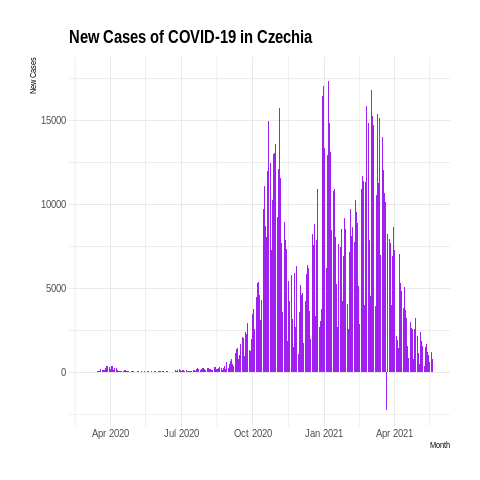 New Cases of COVID-19 in Czechia
New Cases
15000
10000
5000
0
Apr 2020 Jul 2020 Oct 2020 Jan 2021 Apr 2021
Month